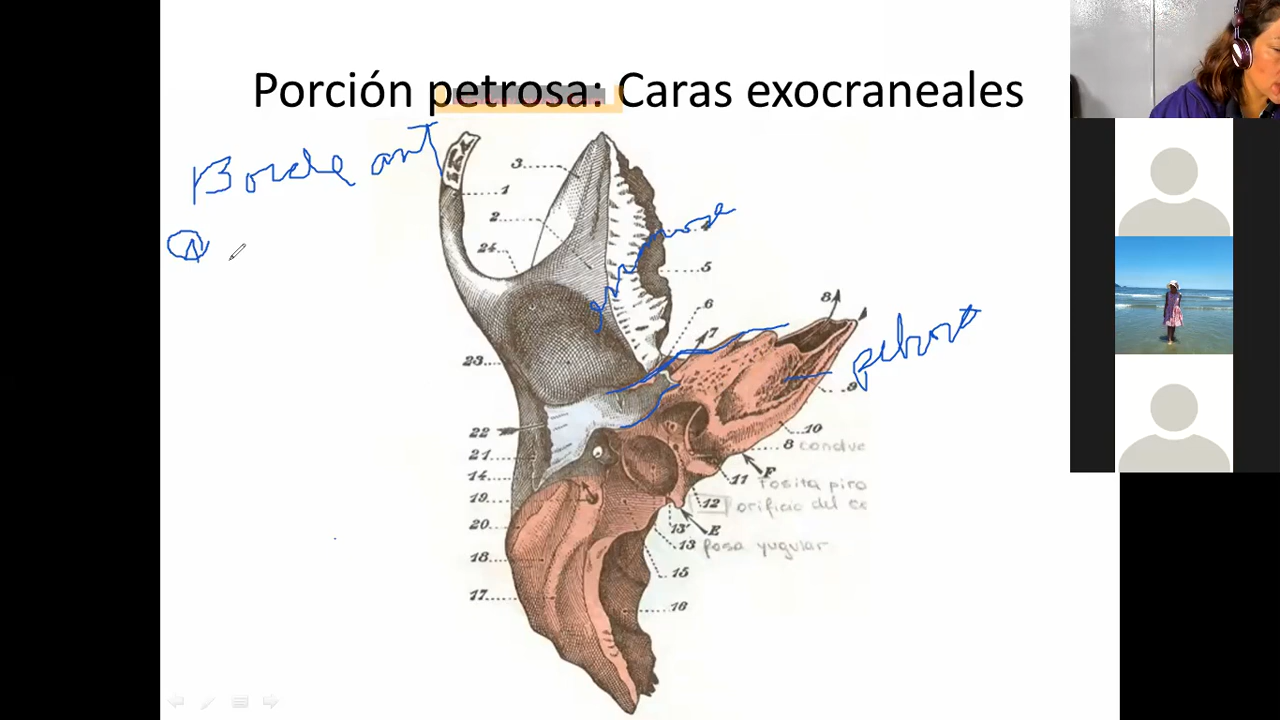 Porción petrosa: Caras exocraneales
Borde ant
3
1
2
24
5
6
7
8
23
9
10
22
8 condve
21
14
11
F
fosita piro
19
12
orificio del co
20
13'
E
13 fosa yugular
18
15
17
16